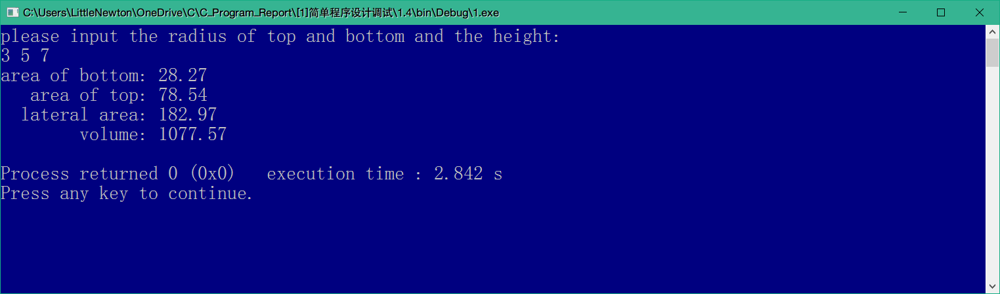 C:\Users\LittleNewton\OneDrive\C\C_Program_Report\[1]简单程序设计调试\1.4\bin\Debug\1.exe
please input the radius of top and bottom and the height:
3 5 7
area of bottom: 28.27
   area of top: 78.54
  lateral area: 182.97
        volume: 1077.57

Process returned 0 (0x0)   execution time : 2.842 s
Press any key to continue.